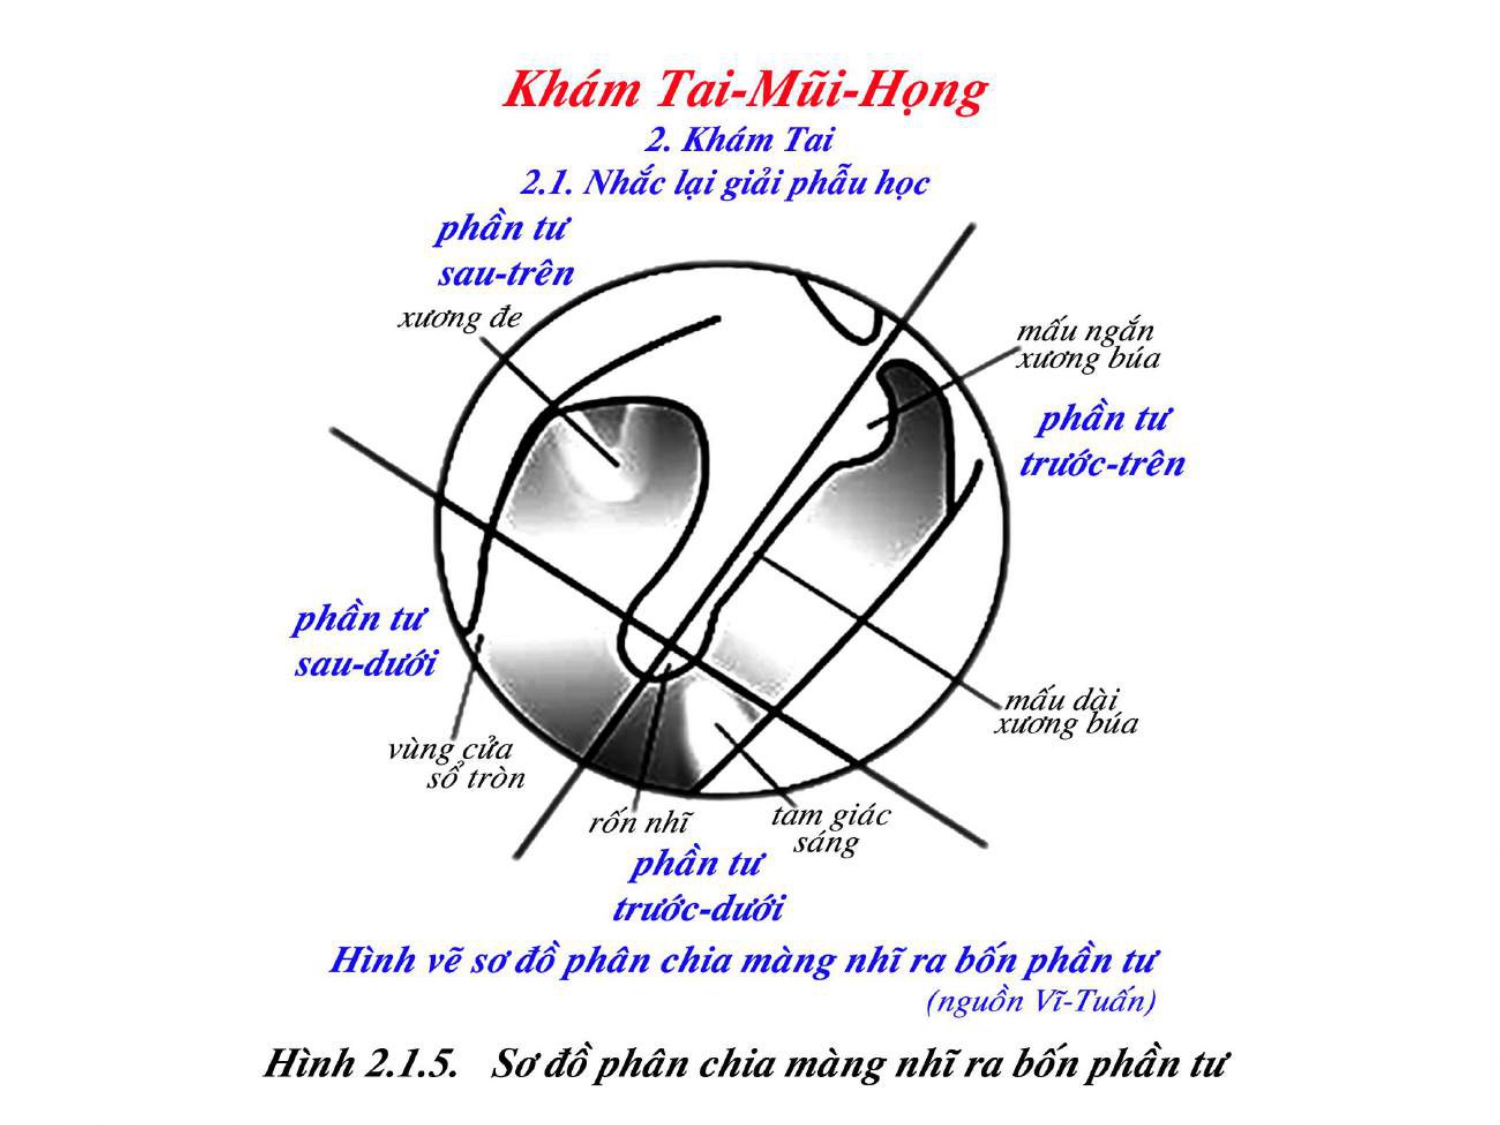 Khám Tai-Mũi-Họng
2. Khám Tai
2.1. Nhắc lại giải phẫu học
phần tư
sau-trên
xương đe
mấu ngắn
xương búa
phần tư
trước-trên
phần tư
sau-dưới
mấu dài
xương búa
vùng cửa
sổ tròn
rốn nhĩ
tam giác
sáng
phần tư
trước-dưới
Hình vẽ sơ đồ phân chia màng nhĩ ra bốn phần tư
(nguồn Vĩ-Tuấn)
Hình 2.1.5. Sơ đồ phân chia màng nhĩ ra bốn phần tư